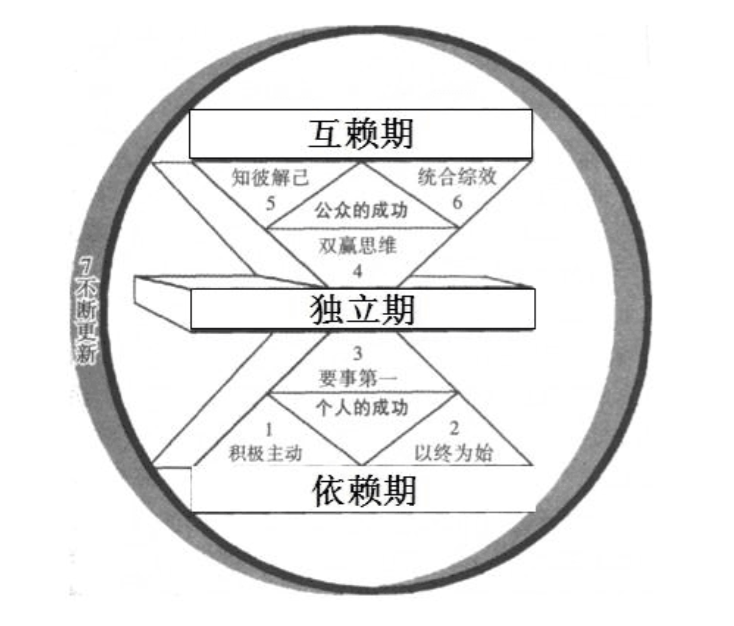 互赖期
知彼解己
5
统合综效
6
公众的成功
双赢思维
4
7不断更新
独立期
3
要事第一
个人的成功
1
积极主动
2
以终为始
依赖期